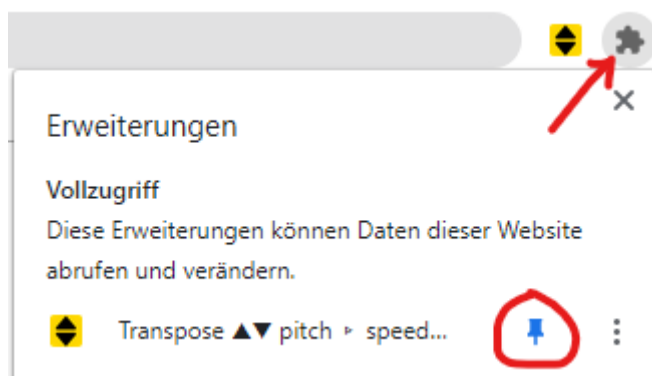 Erweiterungen
Vollzugriff
Diese Erweiterungen können Daten dieser Website
abrufen und verändern.
Transpose ▲▼ pitch ▹ speed...